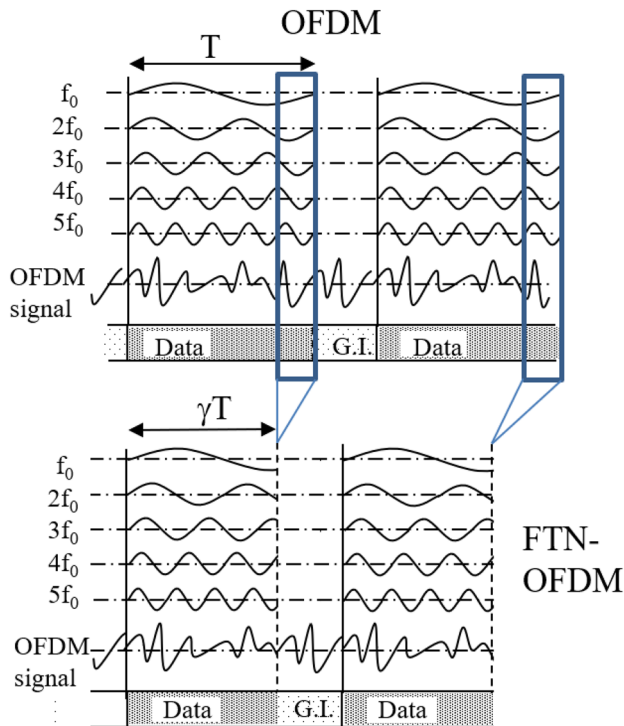 OFDM
T
f₀
2f₀
3f₀
4f₀
5f₀
OFDM
signal
Data
G.I.
Data
γT
f₀
2f₀
3f₀
4f₀
5f₀
FTN-
OFDM
OFDM
signal
Data
G.I.
Data